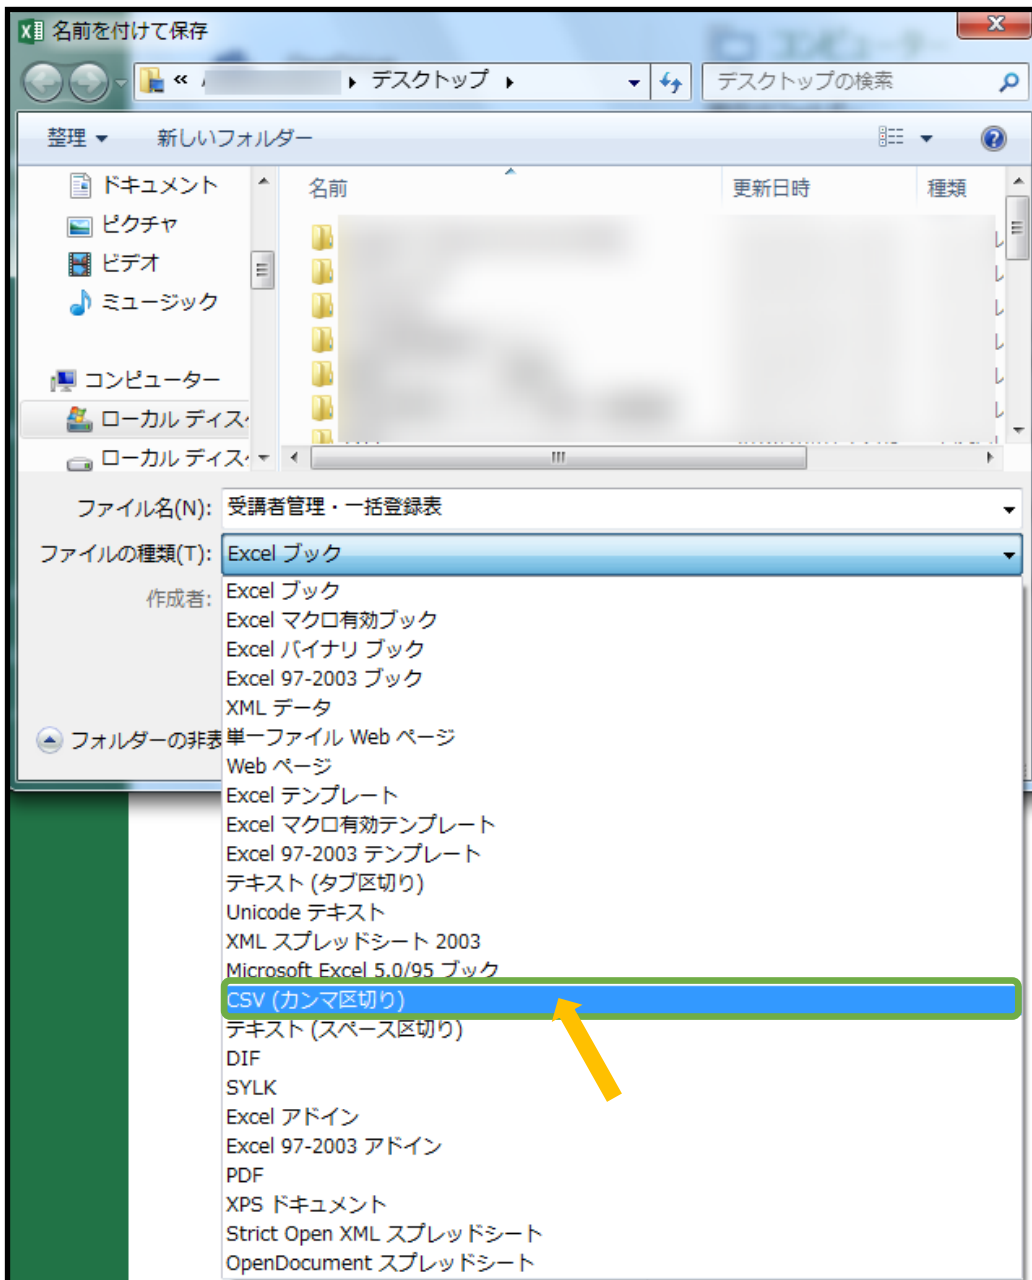 名前を付けて保存
« デスクトップ
デスクトップの検索
整理
新しいフォルダー
ドキュメント
ピクチャ
ビデオ
ミュージック
コンピューター
ローカル ディス
ローカル ディス
名前
更新日時
種類
ファイル名(N): 受講者管理・一括登録表
ファイルの種類(T): Excel ブック
作成者:
フォルダーの非表
Excel ブック
Excel マクロ有効ブック
Excel バイナリ ブック
Excel 97-2003 ブック
XML データ
単一ファイル Web ページ
Web ページ
Excel テンプレート
Excel マクロ有効テンプレート
Excel 97-2003 テンプレート
テキスト (タブ区切り)
Unicode テキスト
XML スプレッドシート 2003
Microsoft Excel 5.0/95 ブック
CSV (カンマ区切り)
テキスト (スペース区切り)
DIF
SYLK
Excel アドイン
Excel 97-2003 アドイン
PDF
XPS ドキュメント
Strict Open XML スプレッドシート
OpenDocument スプレッドシート